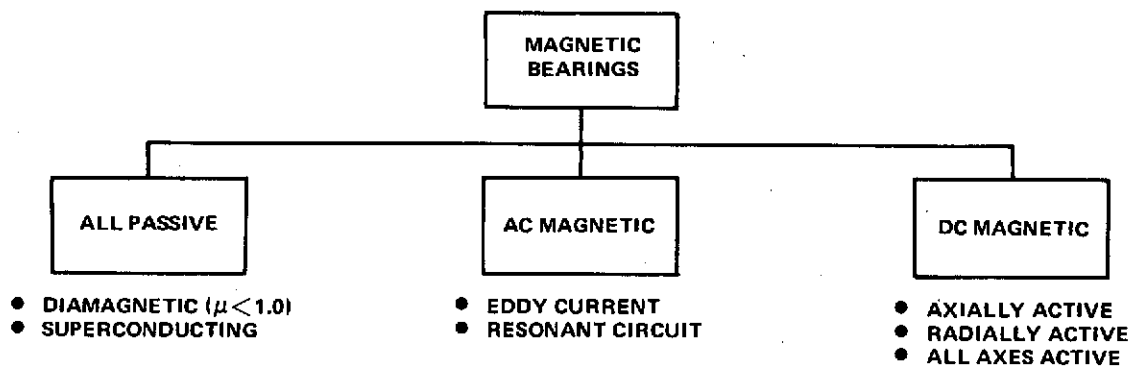 MAGNETIC
BEARINGS
ALL PASSIVE
AC MAGNETIC
DC MAGNETIC
● DIAMAGNETIC (μ<1.0)
● SUPERCONDUCTING
● EDDY CURRENT
● RESONANT CIRCUIT
● AXIALLY ACTIVE
● RADIALLY ACTIVE
● ALL AXES ACTIVE